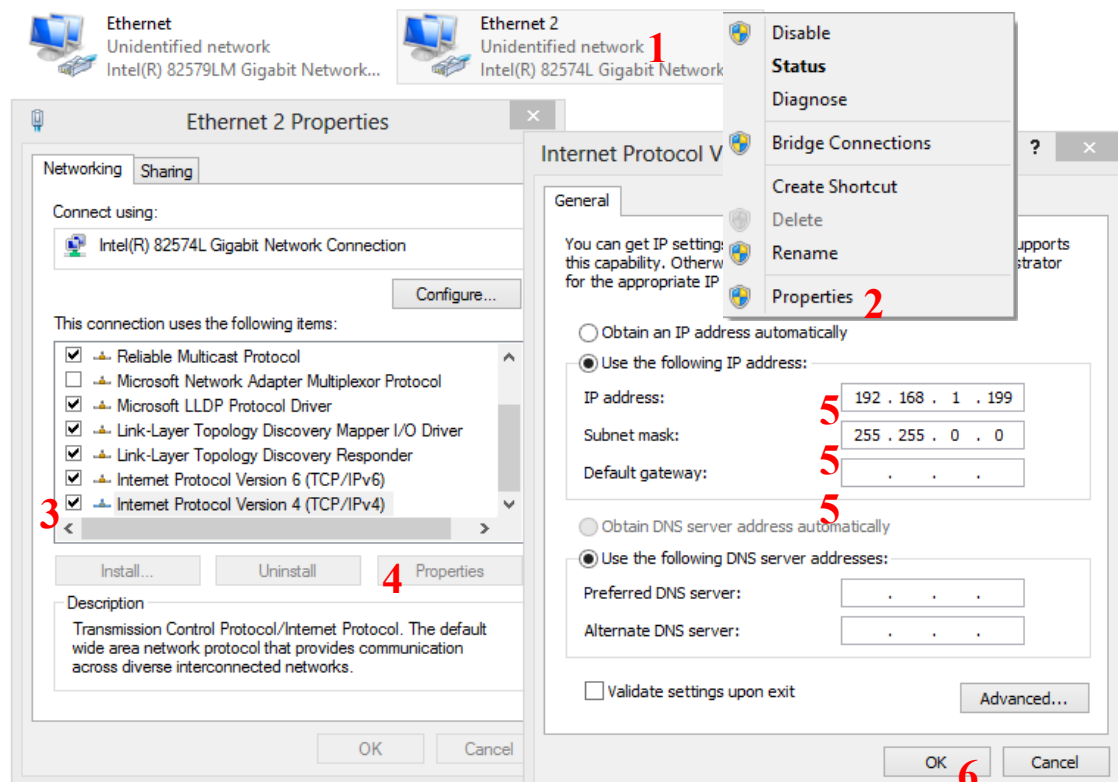 Ethernet
Unidentified network
Intel(R) 82579LM Gigabit Network...
Ethernet 2
Unidentified network
1
Intel(R) 82574L Gigabit Network
Disable
Status
Diagnose
Bridge Connections
Create Shortcut
Delete
Rename
Properties 2
Ethernet 2 Properties
Networking
Sharing
Connect using:
Intel(R) 82574L Gigabit Network Connection
Configure...
This connection uses the following items:
Reliable Multicast Protocol
Microsoft Network Adapter Multiplexor Protocol
Microsoft LLDP Protocol Driver
Link-Layer Topology Discovery Mapper I/O Driver
Link-Layer Topology Discovery Responder
Internet Protocol Version 6 (TCP/IPv6)
3 Internet Protocol Version 4 (TCP/IPv4)
Install...
Uninstall
4 Properties
Description
Transmission Control Protocol/Internet Protocol. The default
wide area network protocol that provides communication
across diverse interconnected networks.
OK
Cancel
Internet Protocol V
?
General
You can get IP settings upports
this capability. Otherw strator
for the appropriate IP
Obtain an IP address automatically
Use the following IP address:
IP address: 5 192 . 168 . 1 . 199
Subnet mask: 5 255 . 255 . 0 . 0
Default gateway: . . .
5
Obtain DNS server address automatically
Use the following DNS server addresses:
Preferred DNS server: . . .
Alternate DNS server: . . .
Validate settings upon exit
Advanced...
OK 6
Cancel